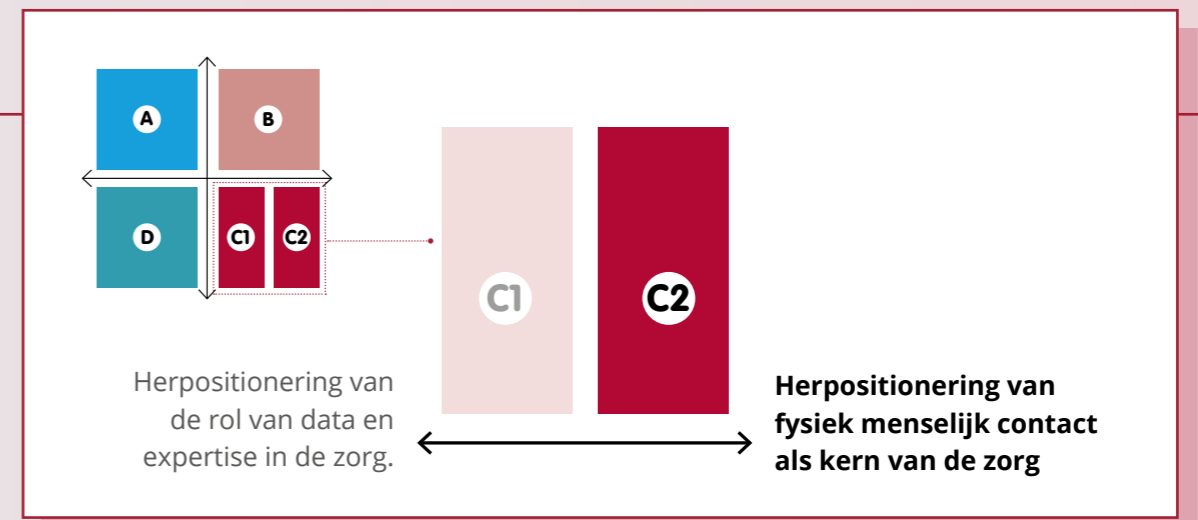 A
B
D
C1
C2
C1
C2
Herpositionering van
de rol van data en
expertise in de zorg.
Herpositionering van
fysiek menselijk contact
als kern van de zorg